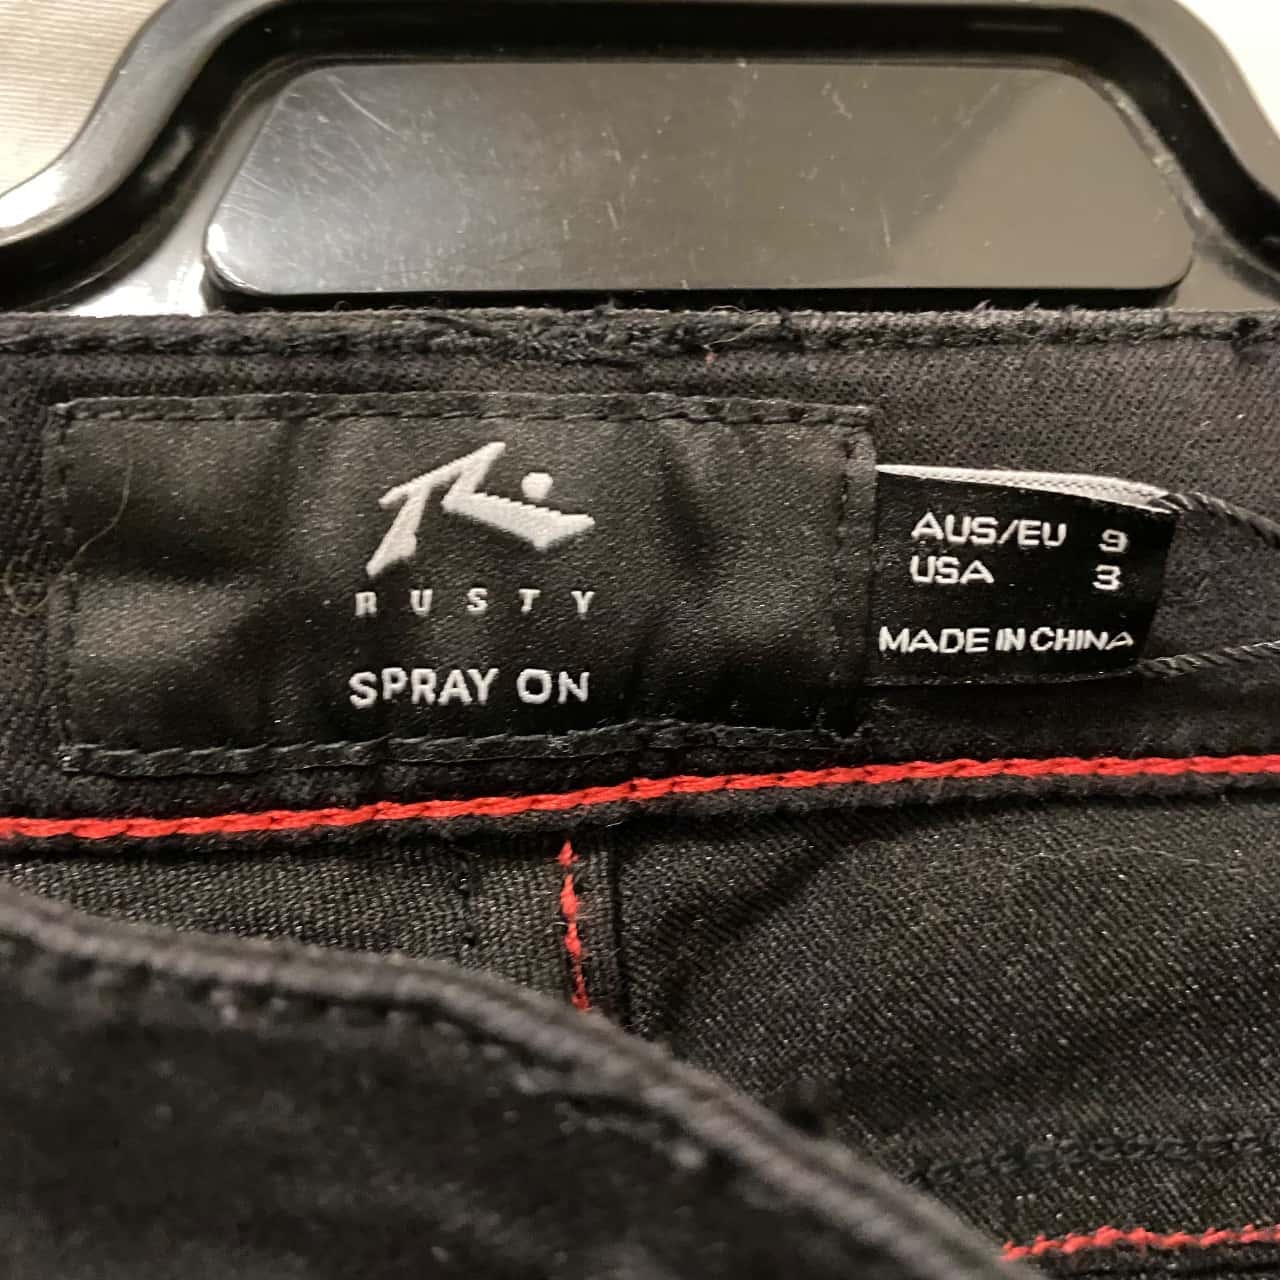 RUSTY
SPRAY ON
AUS/EU 9
USA 3
MADE IN CHINA